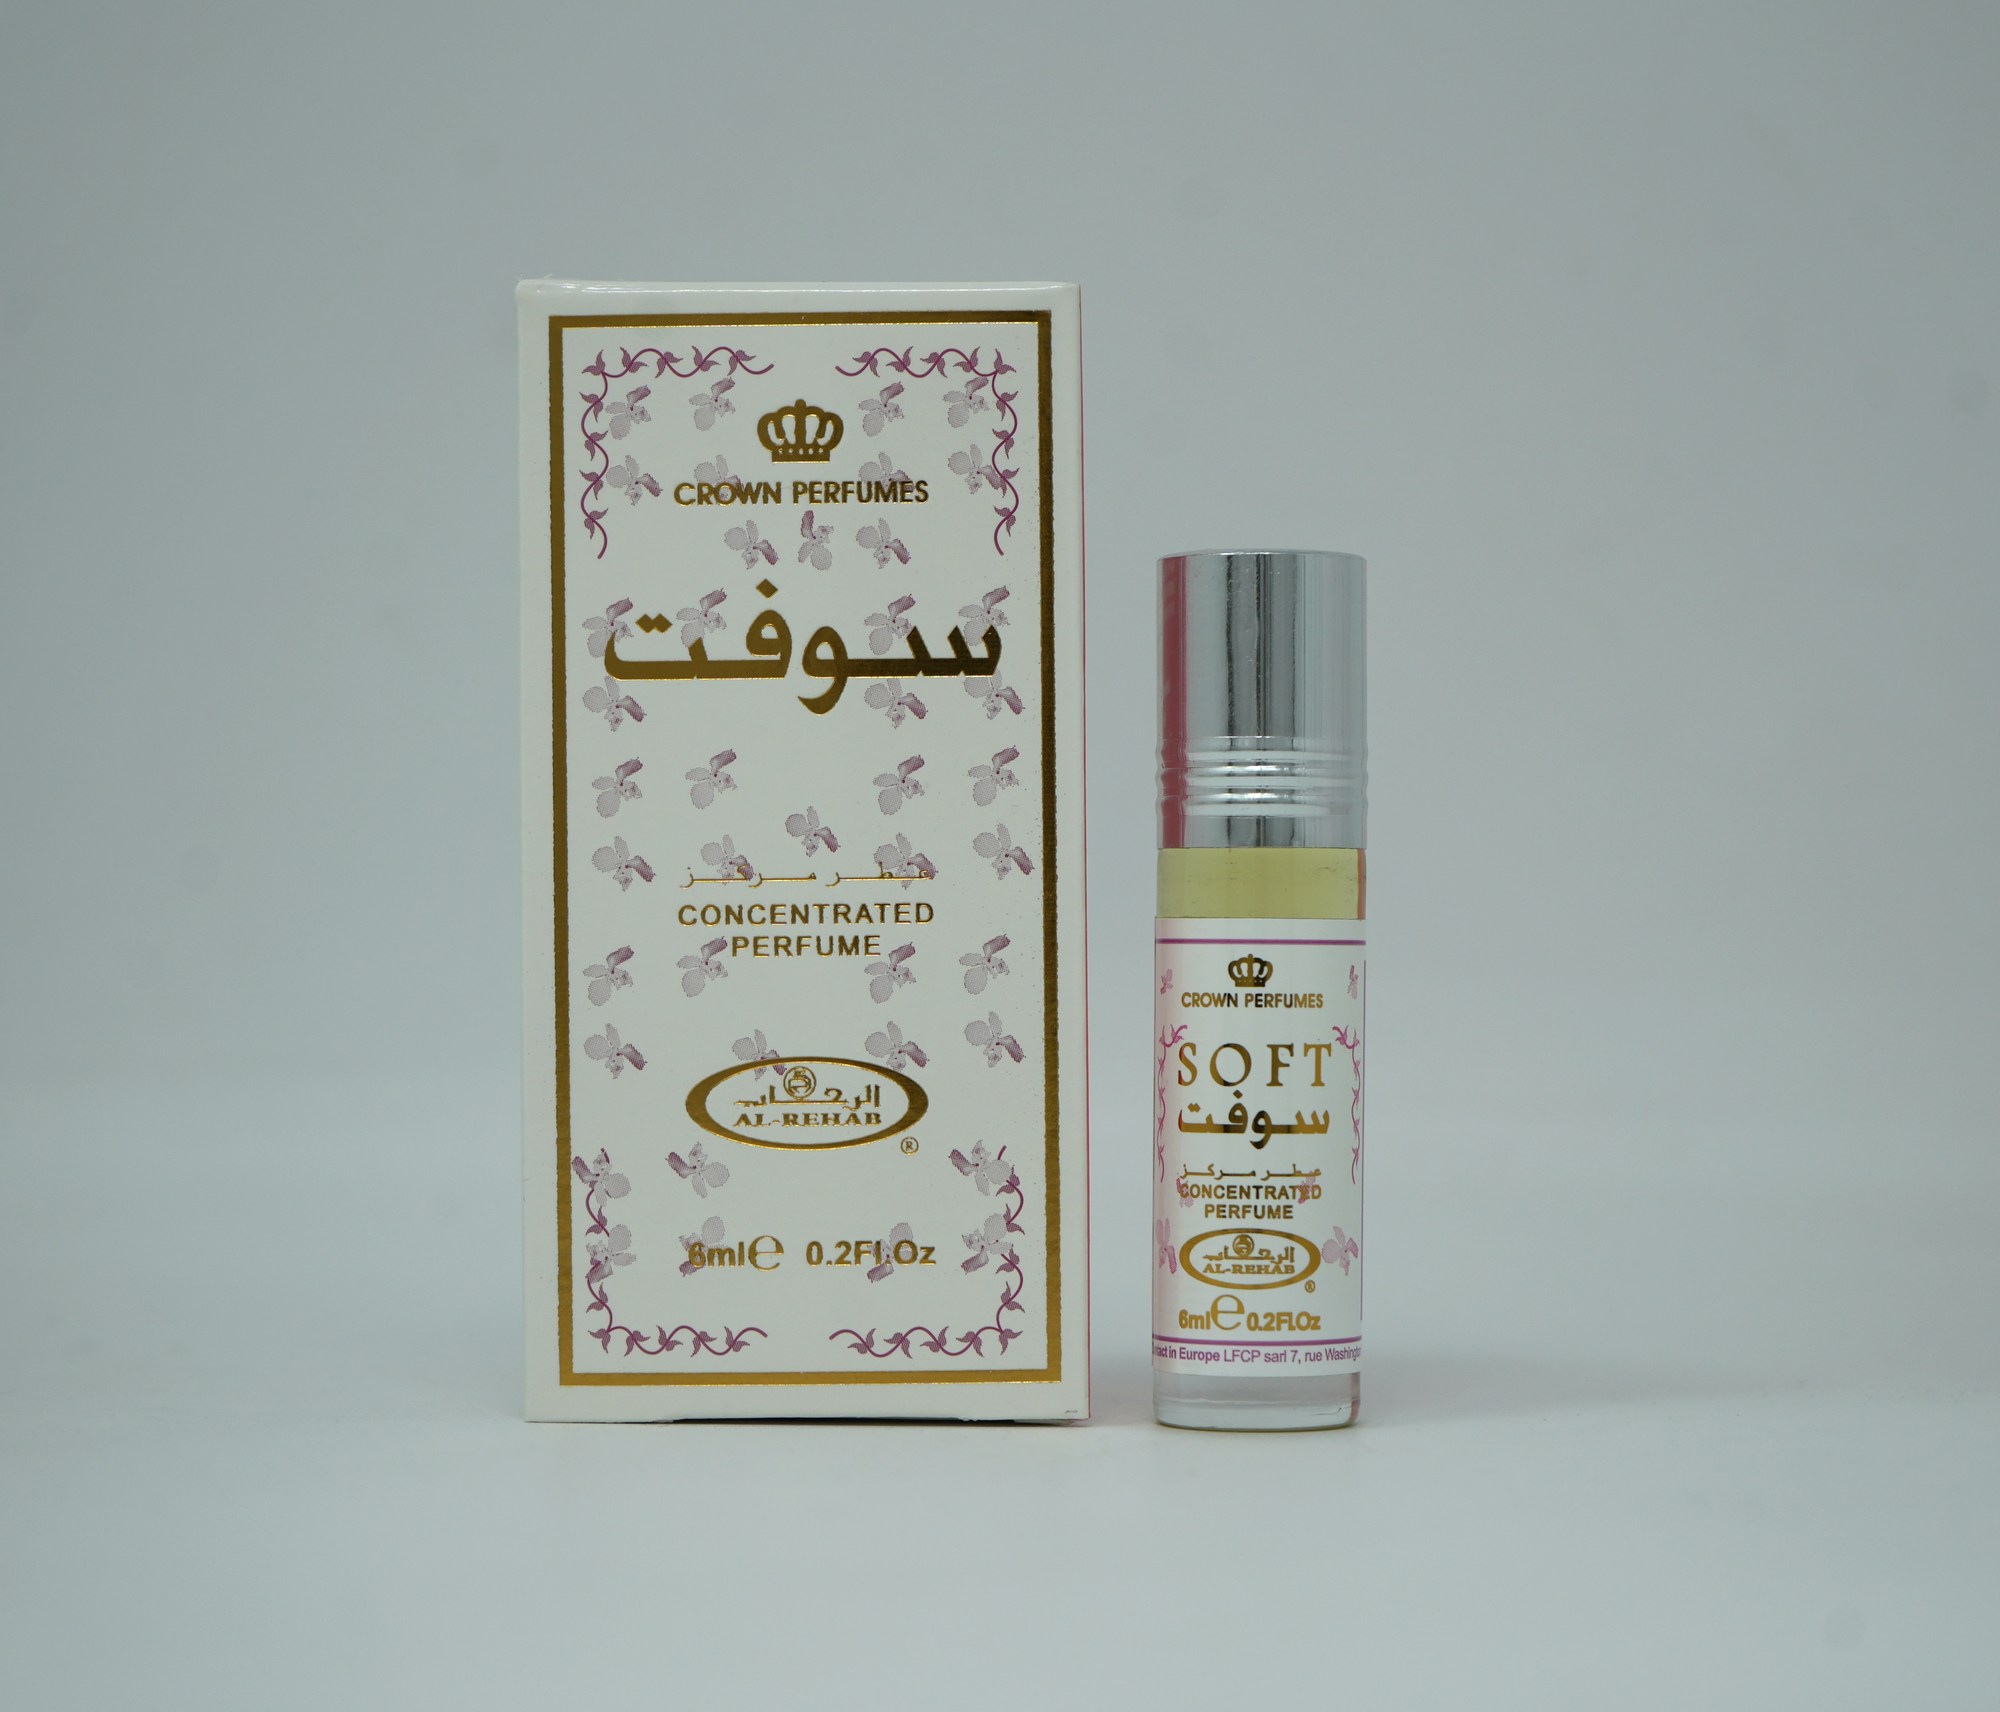 CROWN PERFUMES
سوفت
عطر مركز
CONCENTRATED
PERFUME
الرحاب
AL-REHAB
®
6ml℮ 0.2Fl.Oz
CROWN PERFUMES
SOFT
سوفت
عطر مركز
CONCENTRATED
PERFUME
الرحاب
AL-REHAB
®
6ml℮ 0.2Fl.Oz
in Europe LFCP sarl 7, rue